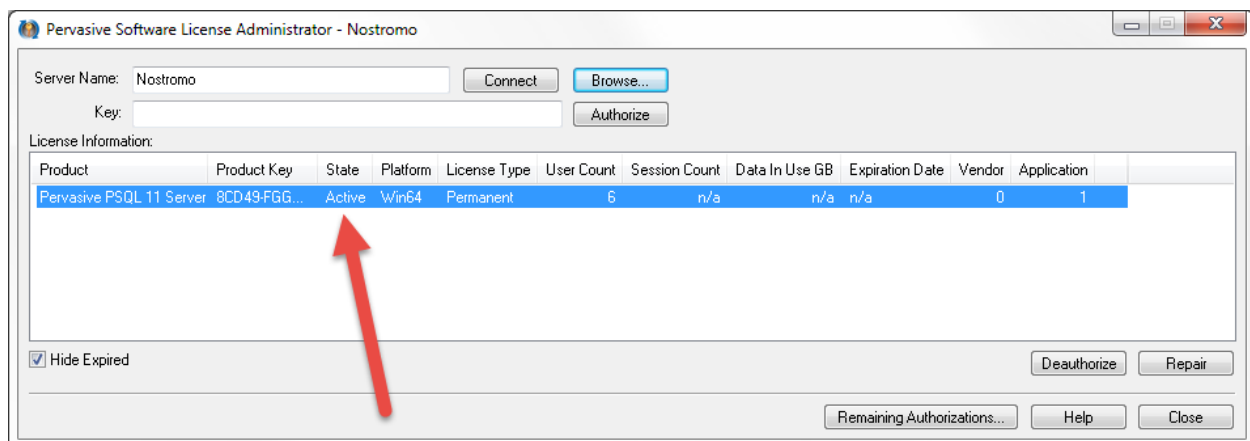 Pervasive Software License Administrator - Nostromo
Server Name: Nostromo Connect Browse...
Key: Authorize
License Information:
Product Product Key State Platform License Type User Count Session Count Data In Use GB Expiration Date Vendor Application
Pervasive PSQL 11 Server 8CD49-FGG... Active Win64 Permanent 6 n/a n/a n/a 0 1
Hide Expired Deauthorize Repair
Remaining Authorizations... Help Close